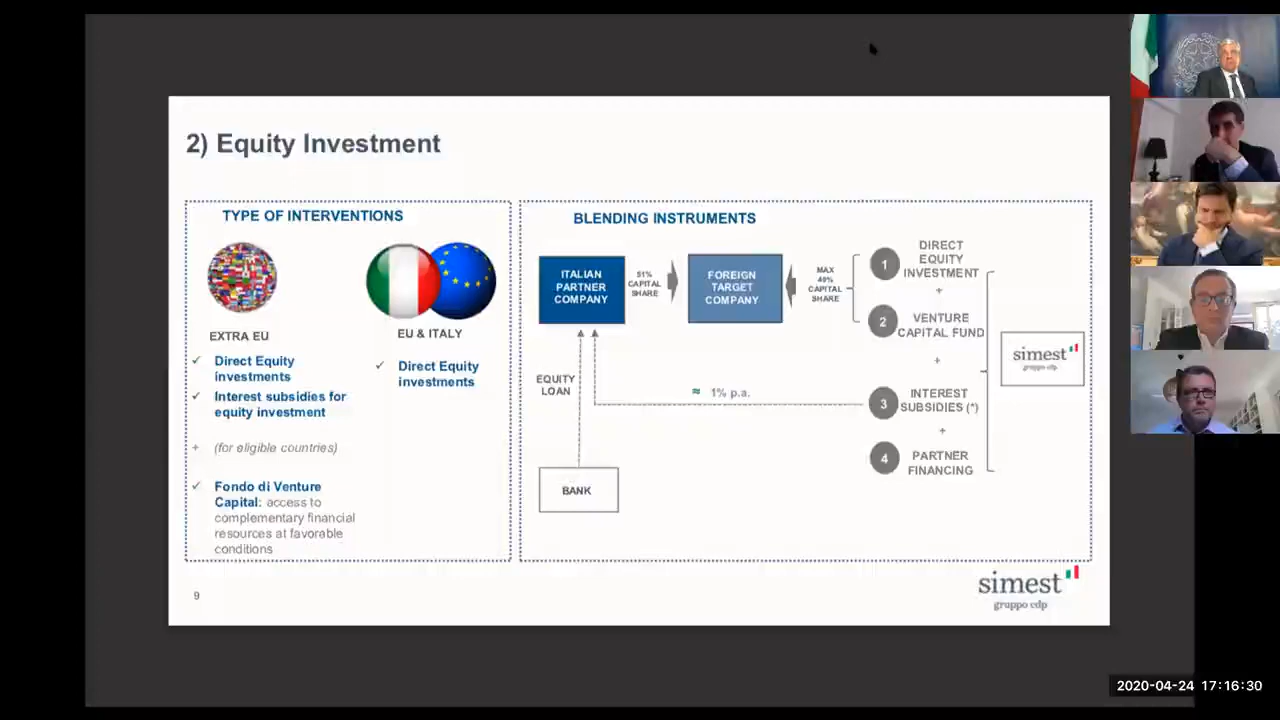 2) Equity Investment
TYPE OF INTERVENTIONS
EXTRA EU
✓ Direct Equity
investments
✓ Interest subsidies for
equity investment
+ (for eligible countries)
✓ Fondo di Venture
Capital: access to
complementary financial
resources at favorable
conditions
EU & ITALY
✓ Direct Equity
investments
BLENDING INSTRUMENTS
ITALIAN
PARTNER
COMPANY
51%
CAPITAL
SHARE
FOREIGN
TARGET
COMPANY
MAX
49%
CAPITAL
SHARE
1
DIRECT
EQUITY
INVESTMENT
+
2
VENTURE
CAPITAL FUND
+
3
INTEREST
SUBSIDIES (*)
+
4
PARTNER
FINANCING
simest
gruppo cdp
EQUITY
LOAN
≈ 1% p.a.
BANK
9
simest
gruppo cdp
2020-04-24 17:16:30